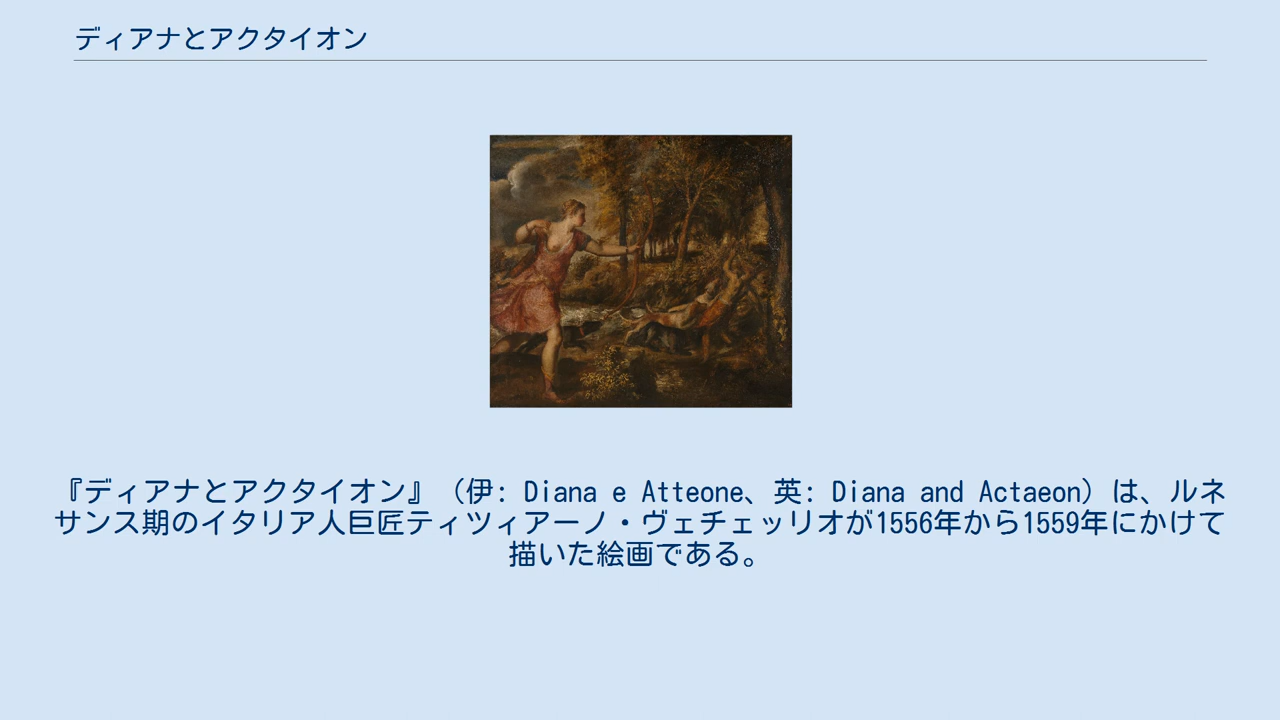 ディアナとアクタイオン
『ディアナとアクタイオン』（伊: Diana e Atteone、英: Diana and Actaeon）は、ルネ
サンス期のイタリア人巨匠ティツィアーノ・ヴェチェッリオが1556年から1559年にかけて
描いた絵画である。